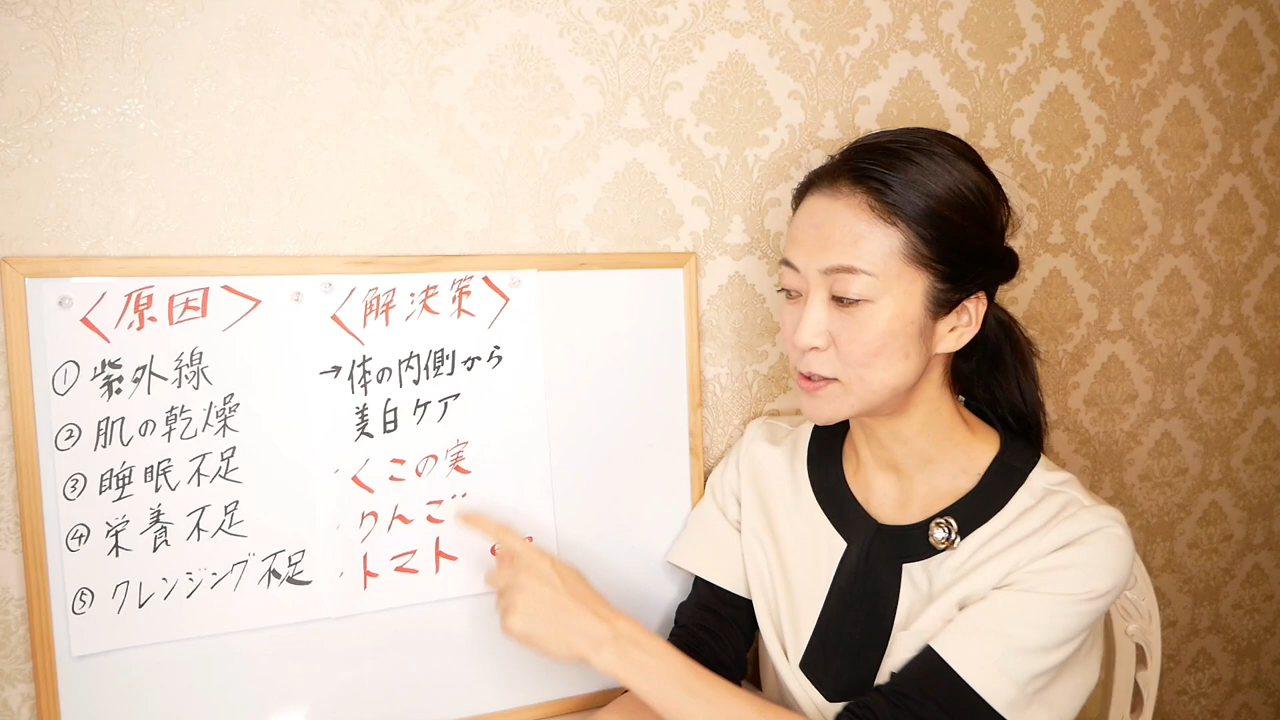 〈原因〉
① 紫外線
② 肌の乾燥
③ 睡眠不足
④ 栄養不足
⑤ クレンジング不足
〈解決策〉
→体の内側から
美白ケア
・くこの実
・りんご
・トマト